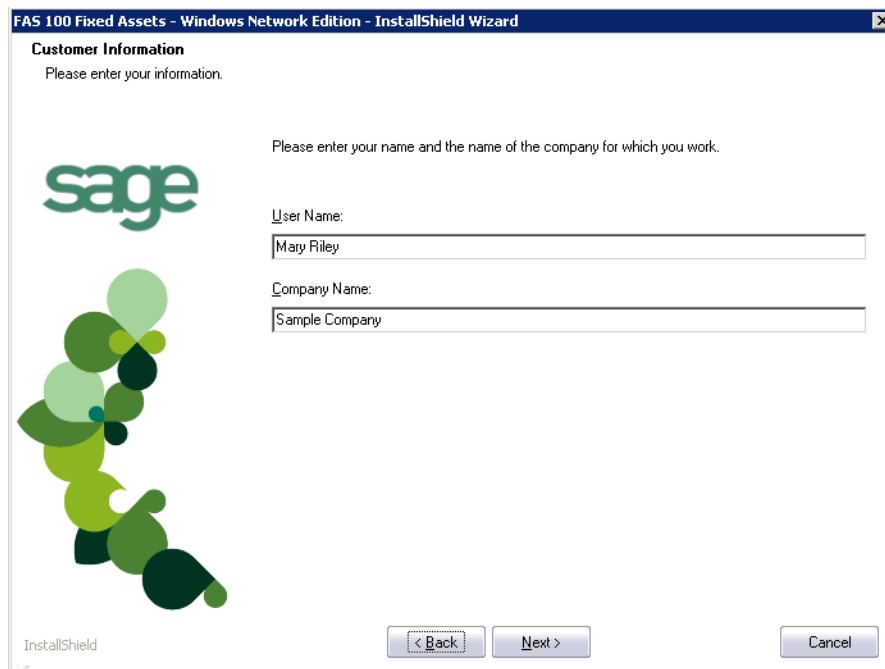 FAS 100 Fixed Assets - Windows Network Edition - InstallShield Wizard
Customer Information
Please enter your information.
Please enter your name and the name of the company for which you work.
sage
User Name:
Mary Riley
Company Name:
Sample Company
InstallShield
< Back
Next >
Cancel